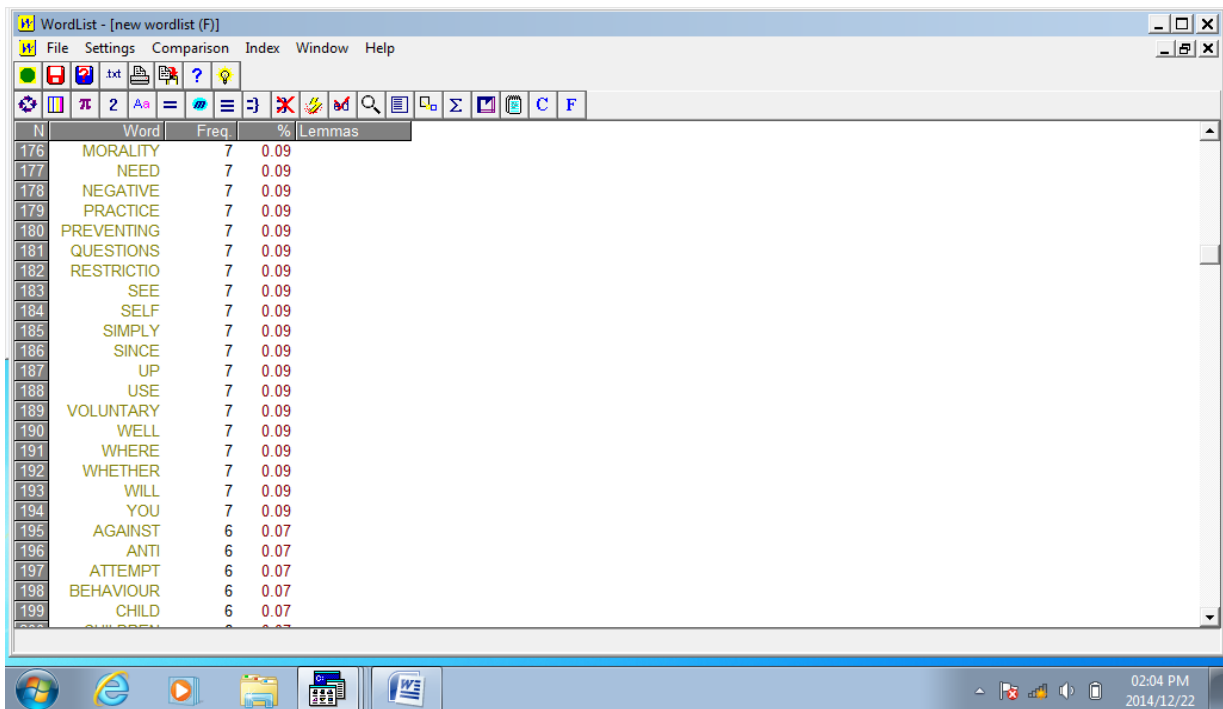 WordList - [new wordlist (F)]
File Settings Comparison Index Window Help
.txt ?
π 2 Aa = m Σ C F
N Word Freq. % Lemmas
176 MORALITY 7 0.09
177 NEED 7 0.09
178 NEGATIVE 7 0.09
179 PRACTICE 7 0.09
180 PREVENTING 7 0.09
181 QUESTIONS 7 0.09
182 RESTRICTIO 7 0.09
183 SEE 7 0.09
184 SELF 7 0.09
185 SIMPLY 7 0.09
186 SINCE 7 0.09
187 UP 7 0.09
188 USE 7 0.09
189 VOLUNTARY 7 0.09
190 WELL 7 0.09
191 WHERE 7 0.09
192 WHETHER 7 0.09
193 WILL 7 0.09
194 YOU 7 0.09
195 AGAINST 6 0.07
196 ANTI 6 0.07
197 ATTEMPT 6 0.07
198 BEHAVIOUR 6 0.07
199 CHILD 6 0.07
02:04 PM
2014/12/22